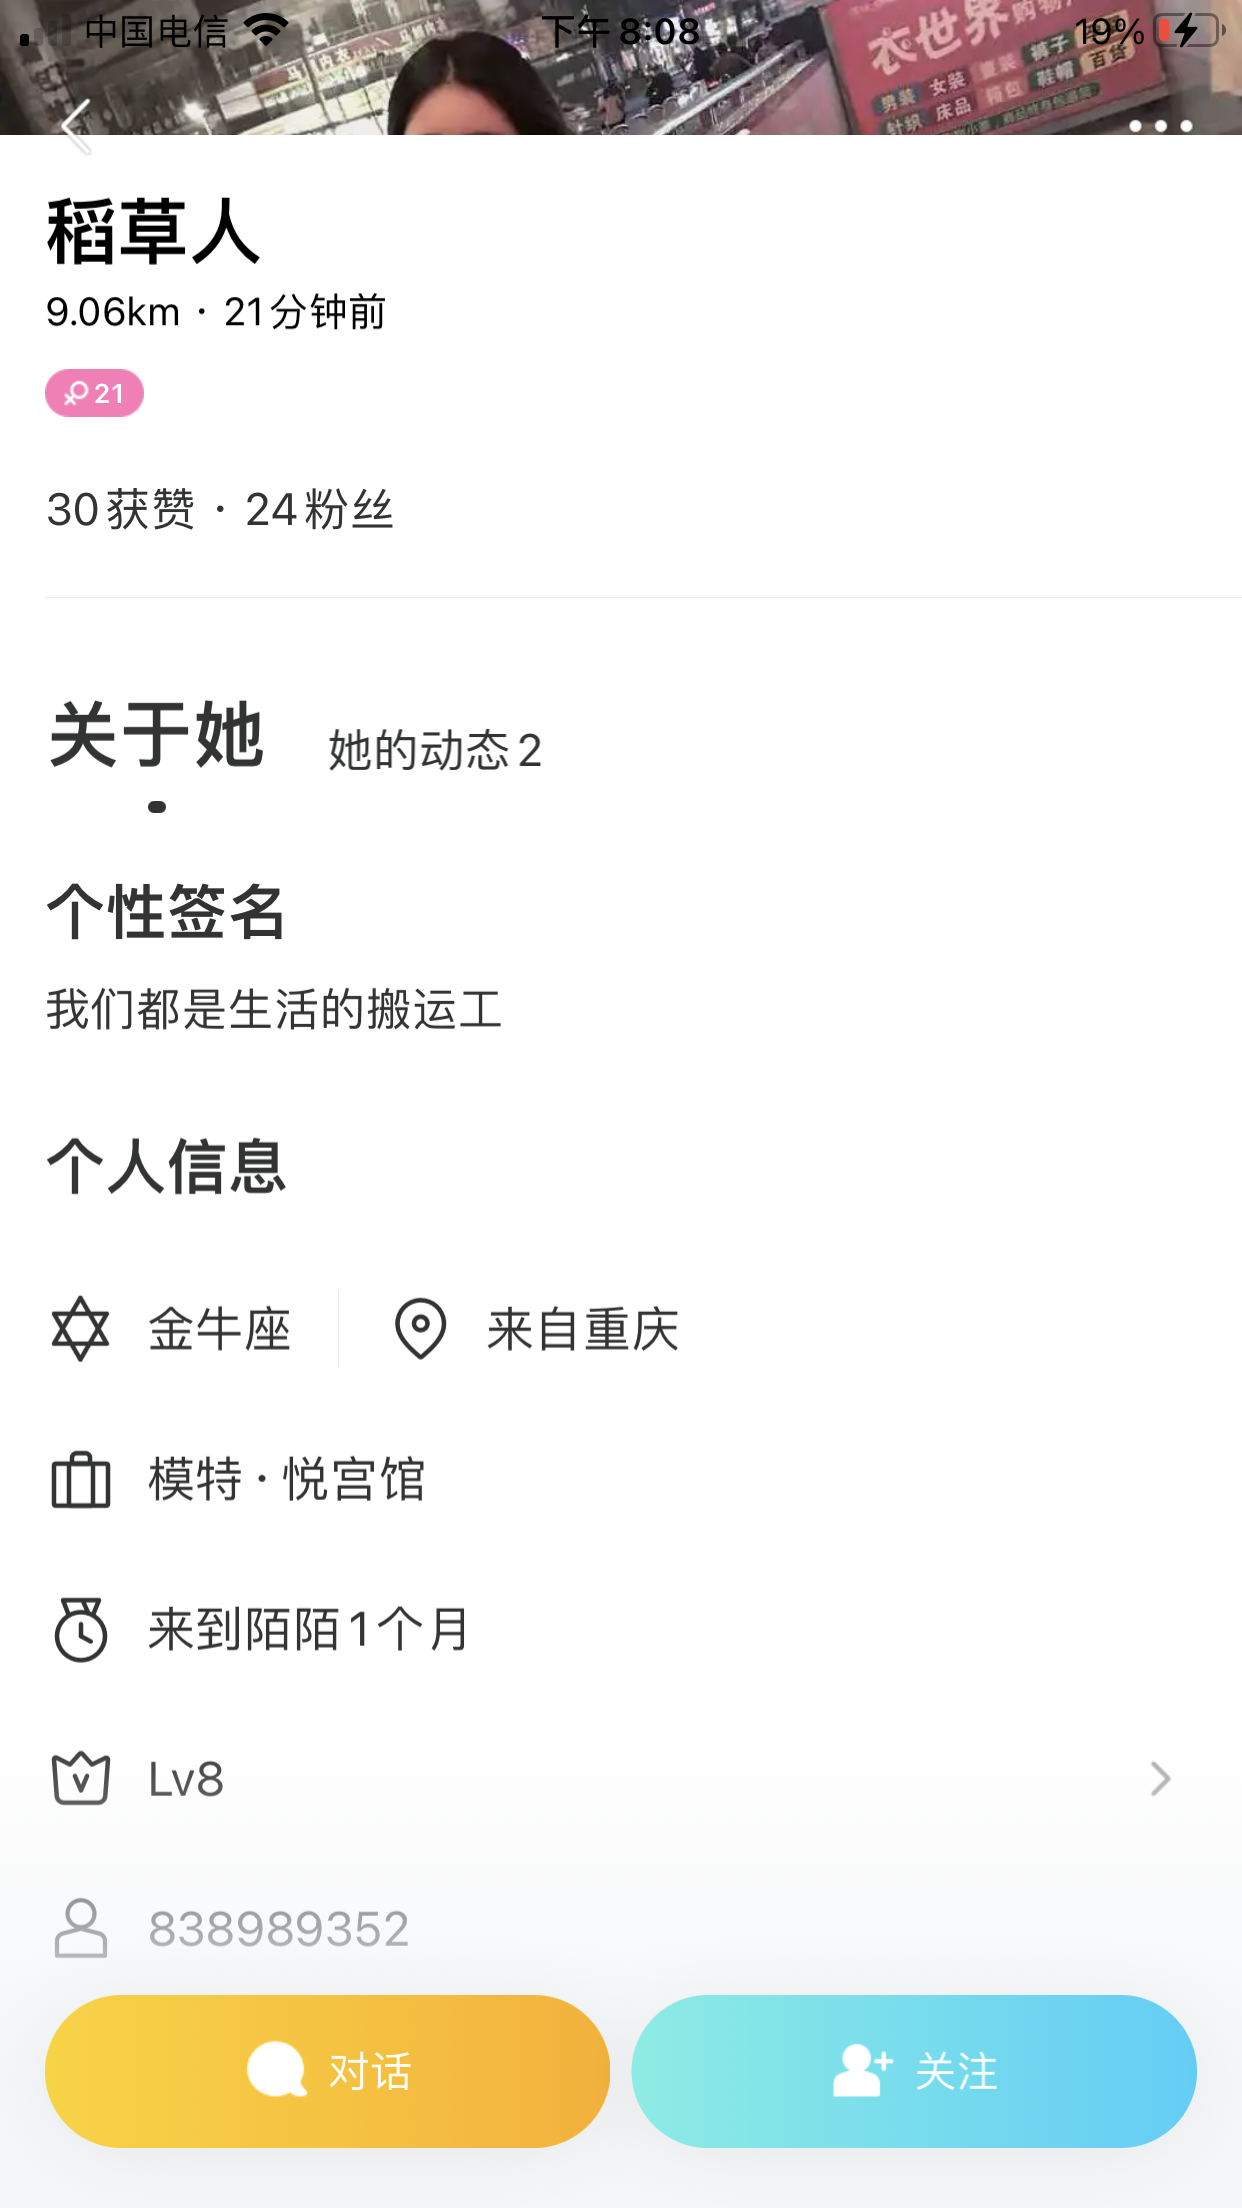 中国电信
下午8:08
19%
衣世界
购物
裤子
男装 女装 童装 鞋帽 百货
针织 床品 箱包
稻草人
9.06km · 21分钟前
21
30获赞 · 24粉丝
关于她 她的动态2
个性签名
我们都是生活的搬运工
个人信息
金牛座 来自重庆
模特 · 悦宫馆
来到陌陌1个月
Lv8
838989352
对话 关注